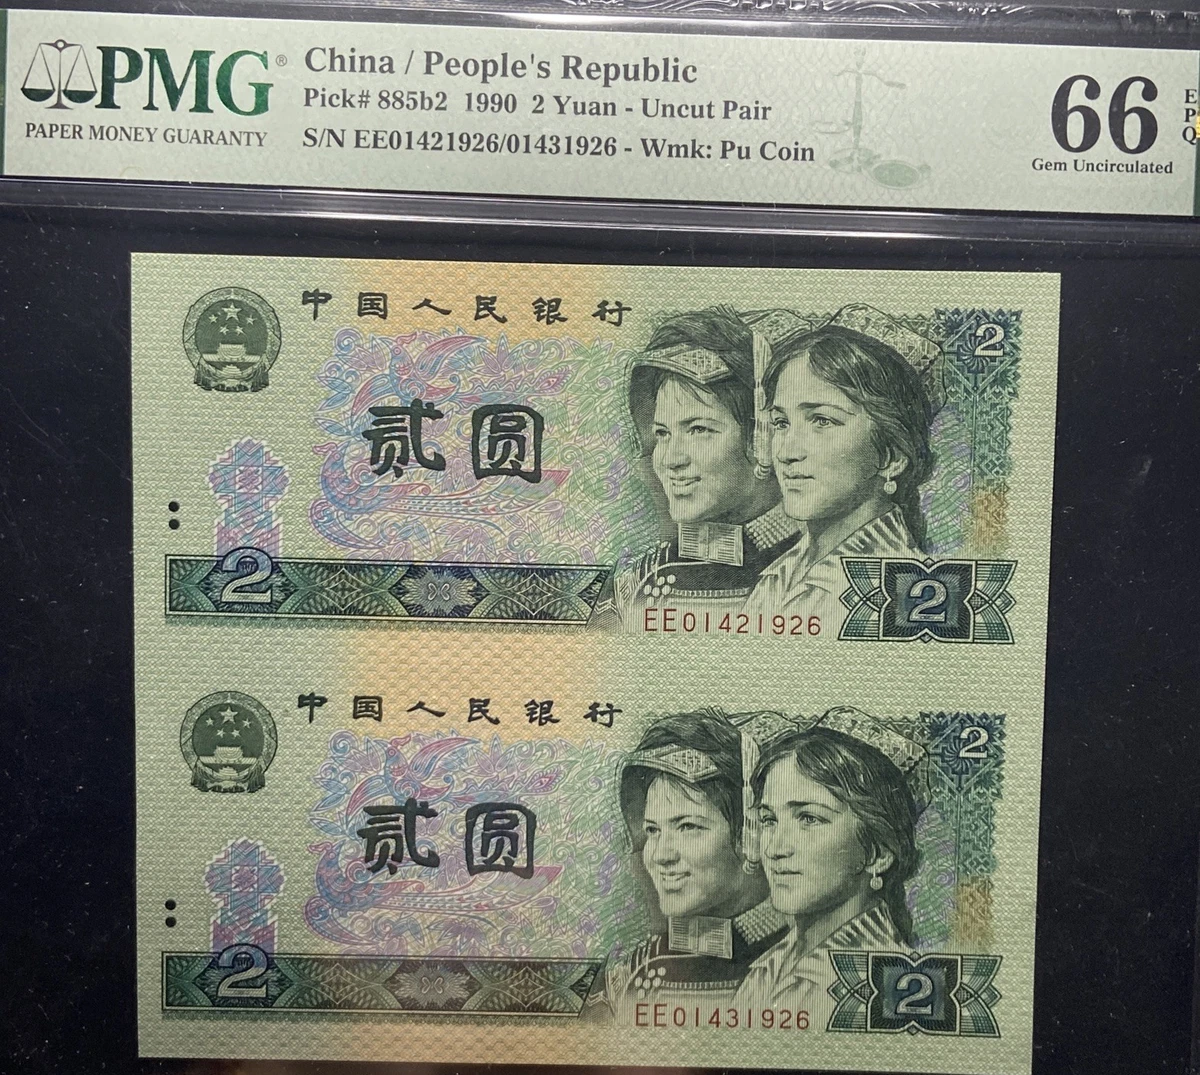 PMG®
PAPER MONEY GUARANTY
China / People's Republic
Pick# 885b2 1990 2 Yuan - Uncut Pair
S/N EE01421926/01431926 - Wmk: Pu Coin
66
EPQ
Gem Uncirculated
中国人民银行
2
贰圆
2
2
EE01421926
中国人民银行
2
贰圆
2
2
EE01431926